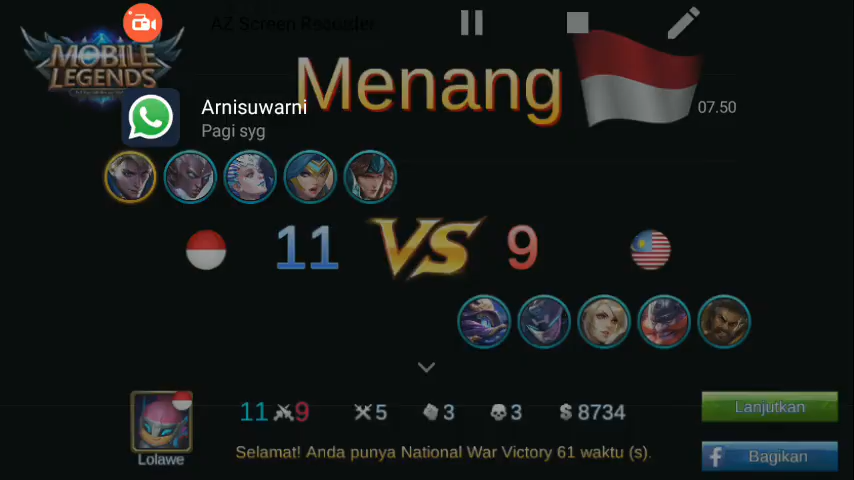 AZ Screen Recorder
MOBILE
LEGENDS
Menang
Arnisuwarni
Pagi syg
07.50
11 VS 9
11 9 5 3 3 $ 8734
Lanjutkan
Lolawe
Selamat! Anda punya National War Victory 61 waktu (s).
f Bagikan